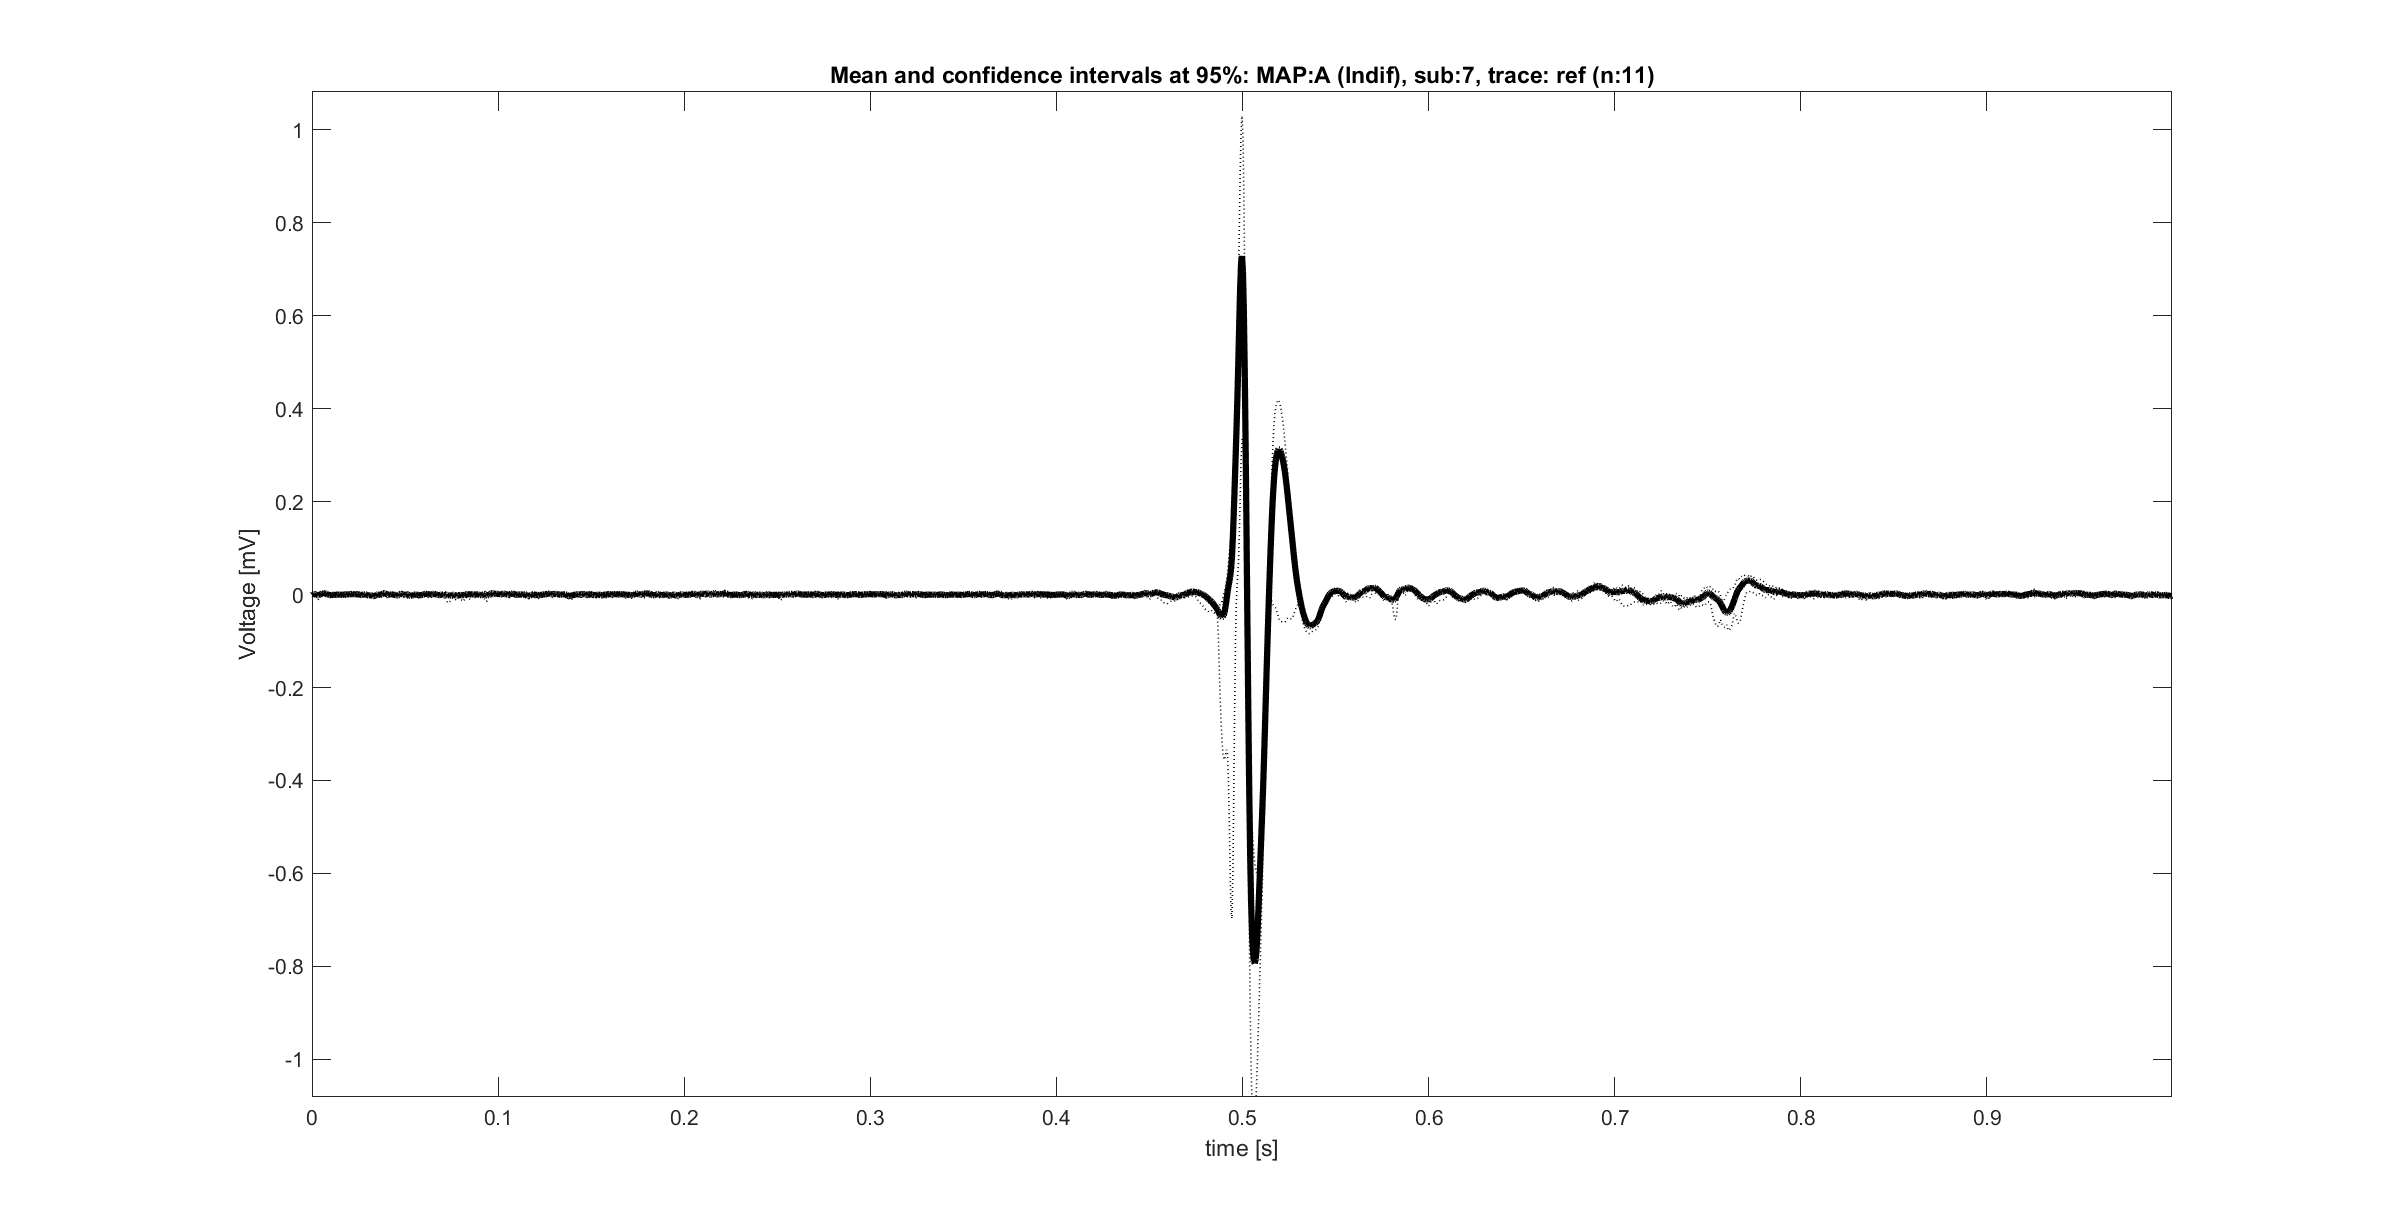 Mean and confidence intervals at 95%: MAP:A (Indif), sub:7, trace: ref (n:11)
1
0.8
0.6
0.4
0.2
0
-0.2
-0.4
-0.6
-0.8
-1
Voltage [mV]
0 0.1 0.2 0.3 0.4 0.5 0.6 0.7 0.8 0.9
time [s]